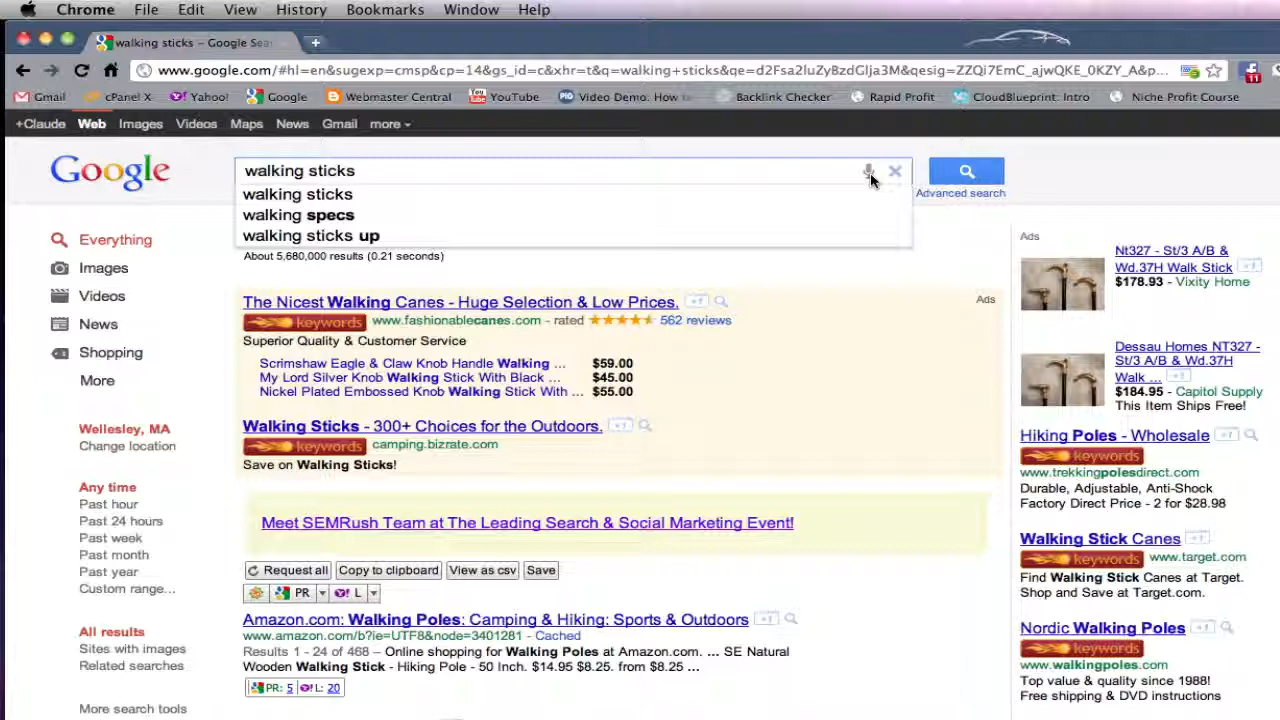 Chrome File Edit View History Bookmarks Window Help
walking sticks – Google Sea
www.google.com/#hl=en&sugexp=cmsp&cp=14&gs_id=c&xhr=t&q=walking+sticks&qe=d2Fsa2luZyBzdGlja3M&qesig=ZZQi7EmC_ajwQKE_0KZY_A&p...
11
Gmail cPanel X Yahoo! Google Webmaster Central YouTube Video Demo: How to Backlink Checker Rapid Profit CloudBlueprint: Intro Niche Profit Course
+Claude Web Images Videos Maps News Gmail more
Google
walking sticks
Advanced search
walking sticks
walking specs
walking sticks up
About 5,680,000 results (0.21 seconds)
Everything
Images
Videos
News
Shopping
More
Wellesley, MA
Change location
Any time
Past hour
Past 24 hours
Past week
Past month
Past year
Custom range...
All results
Sites with images
Related searches
More search tools
The Nicest Walking Canes - Huge Selection & Low Prices. +1
Ads
keywords www.fashionablecanes.com - rated 562 reviews
Superior Quality & Customer Service
Scrimshaw Eagle & Claw Knob Handle Walking ... $59.00
My Lord Silver Knob Walking Stick With Black ... $45.00
Nickel Plated Embossed Knob Walking Stick With ... $55.00
Walking Sticks - 300+ Choices for the Outdoors. +1
keywords camping.bizrate.com
Save on Walking Sticks!
Meet SEMRush Team at The Leading Search & Social Marketing Event!
Request all Copy to clipboard View as csv Save
PR Y! L
Amazon.com: Walking Poles: Camping & Hiking: Sports & Outdoors +1
www.amazon.com/b?ie=UTF8&node=3401281 - Cached
Results 1 - 24 of 468 – Online shopping for Walking Poles at Amazon.com. ... SE Natural
Wooden Walking Stick - Hiking Pole - 50 Inch. $14.95 $8.25. from $8.25 ...
PR: 5 Y! L: 20
Ads
Nt327 - St/3 A/B &
Wd.37H Walk Stick +1
$178.93 - Vixity Home
Dessau Homes NT327 -
St/3 A/B & Wd.37H
Walk ... +1
$184.95 - Capitol Supply
This Item Ships Free!
Hiking Poles - Wholesale +1
keywords
www.trekkingpolesdirect.com
Durable, Adjustable, Anti-Shock
Factory Direct Price - 2 for $28.98
Walking Stick Canes +1
keywords www.target.com
Find Walking Stick Canes at Target.
Shop and Save at Target.com.
Nordic Walking Poles +1
keywords
www.walkingpoles.com
Top value & quality since 1988!
Free shipping & DVD instructions